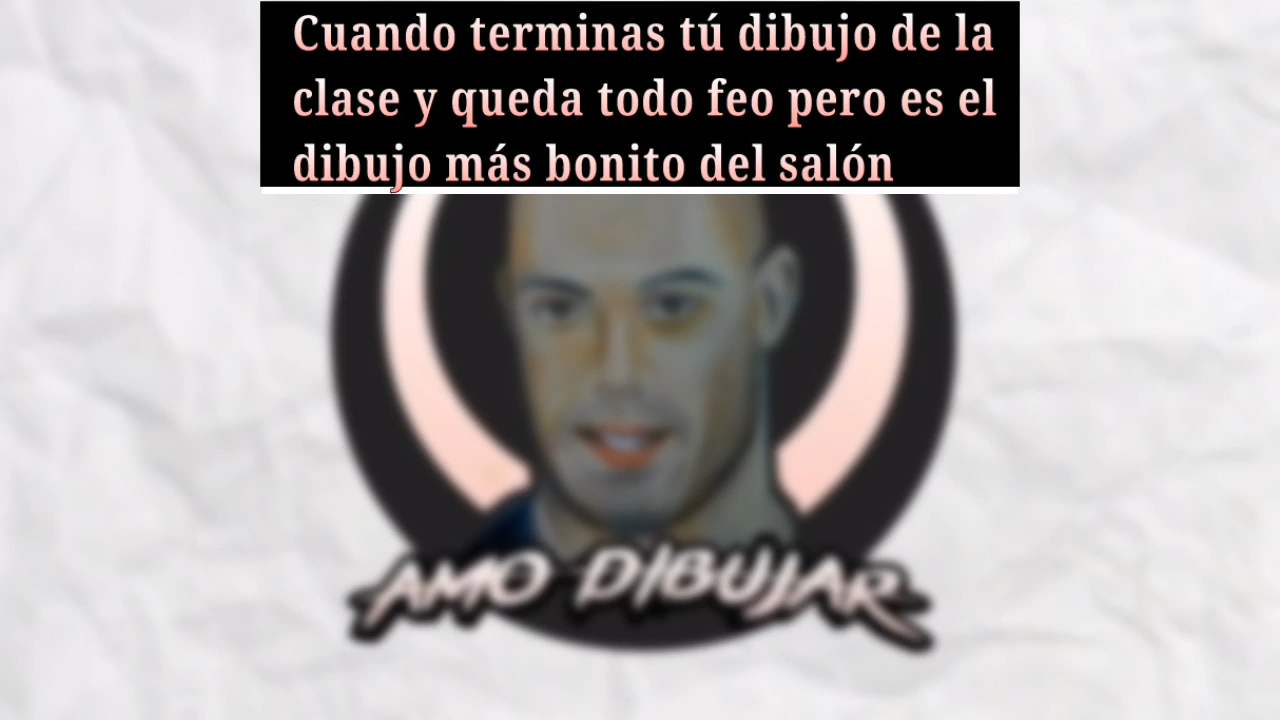 Cuando terminas tú dibujo de la
clase y queda todo feo pero es el
dibujo más bonito del salón
AMO DIBUJAR